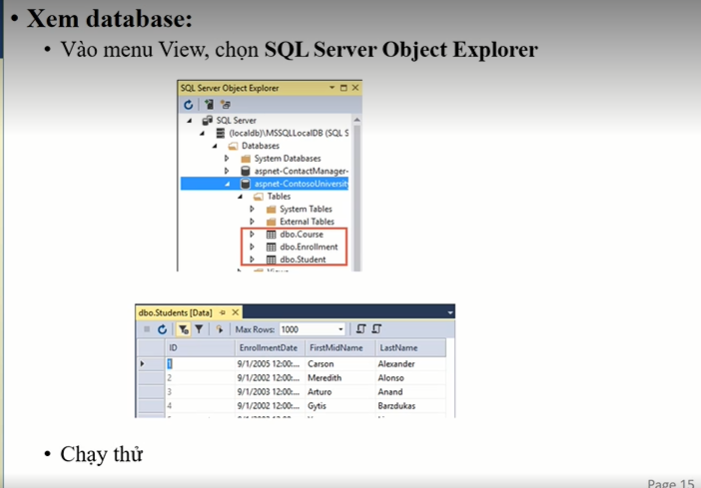 • Xem database:
• Vào menu View, chọn SQL Server Object Explorer
SQL Server Object Explorer
SQL Server
(localdb)\MSSQLLocalDB (SQL S
Databases
System Databases
aspnet-ContactManager-
aspnet-ContosoUniversity
Tables
System Tables
External Tables
dbo.Course
dbo.Enrollment
dbo.Student
dbo.Students [Data]
Max Rows: 1000
ID EnrollmentDate FirstMidName LastName
1 9/1/2005 12:00:... Carson Alexander
2 9/1/2002 12:00:... Meredith Alonso
3 9/1/2003 12:00:... Arturo Anand
4 9/1/2002 12:00:... Gytis Barzdukas
• Chạy thử
Page 15